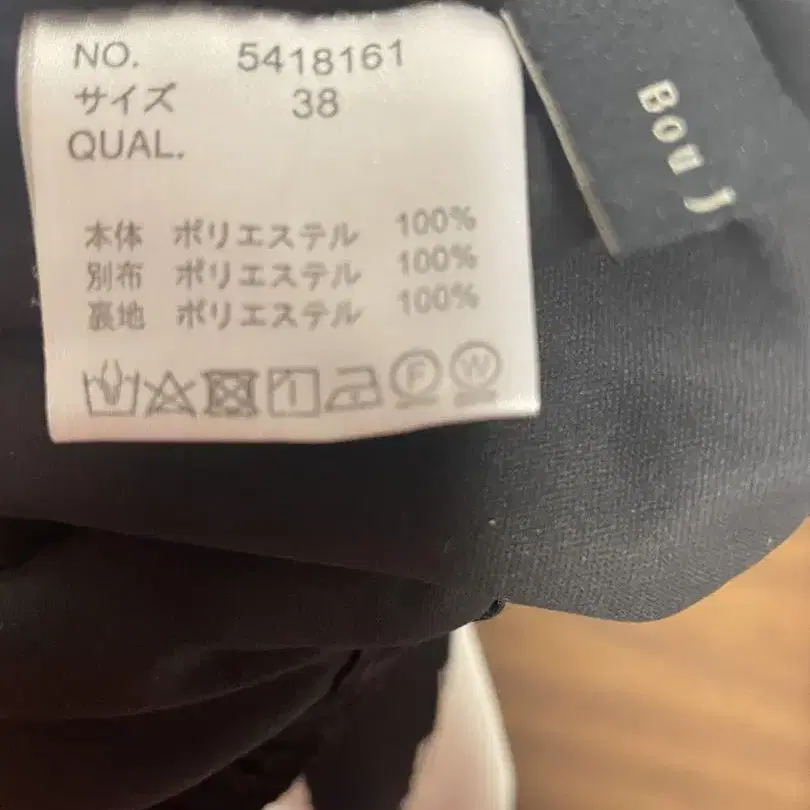 NO. 5418161
サイズ 38
QUAL.
本体 ポリエステル 100%
別布 ポリエステル 100%
裏地 ポリエステル 100%
F W
Bou J